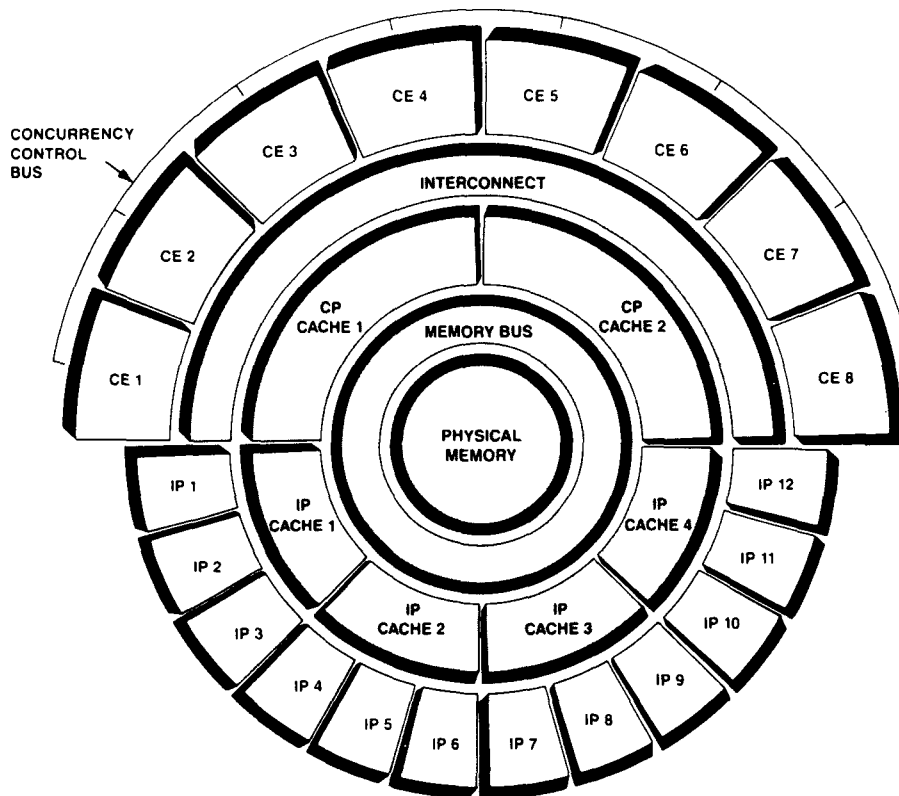 CE 4
CE 5
CE 3
CE 6
CONCURRENCY
CONTROL
BUS
INTERCONNECT
CE 2
CE 7
CP
CACHE 1
CP
CACHE 2
MEMORY BUS
CE 1
CE 8
PHYSICAL
MEMORY
IP 1
IP
CACHE 1
IP
CACHE 4
IP 12
IP 2
IP 11
IP 3
IP
CACHE 2
IP
CACHE 3
IP 10
IP 4
IP 9
IP 5
IP 8
IP 6
IP 7